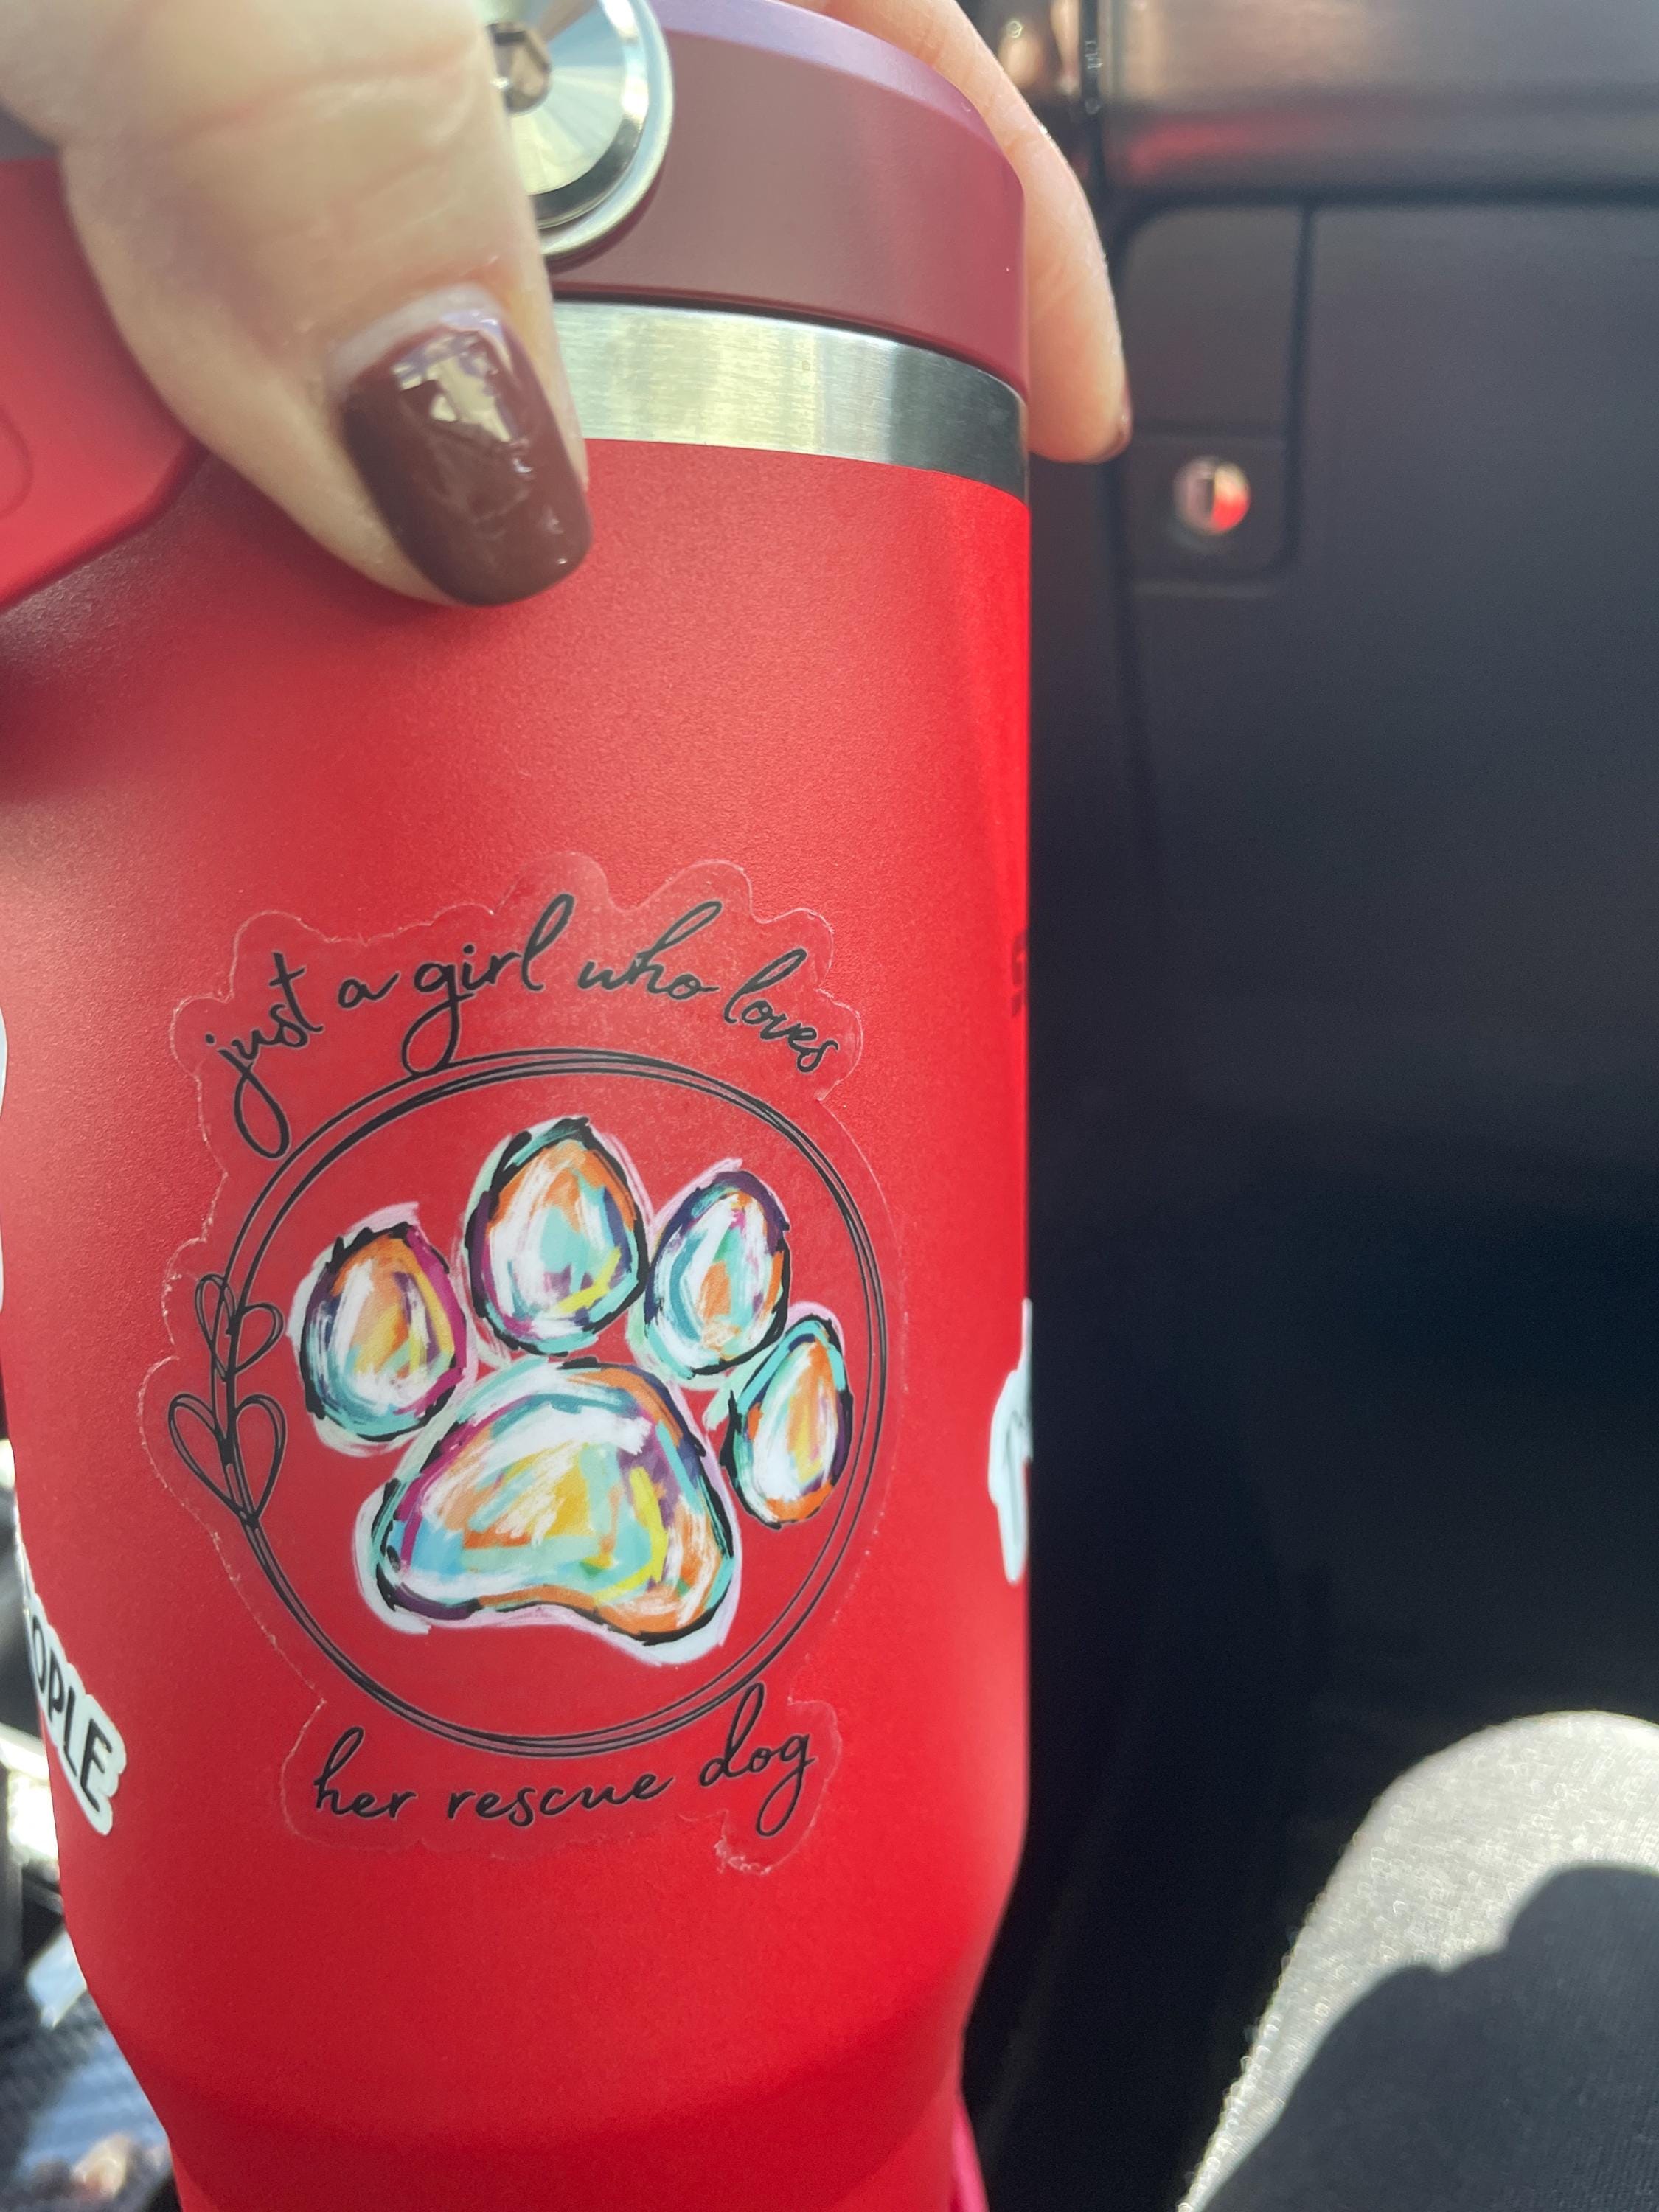 just a girl who loves
her rescue dog
OPLE